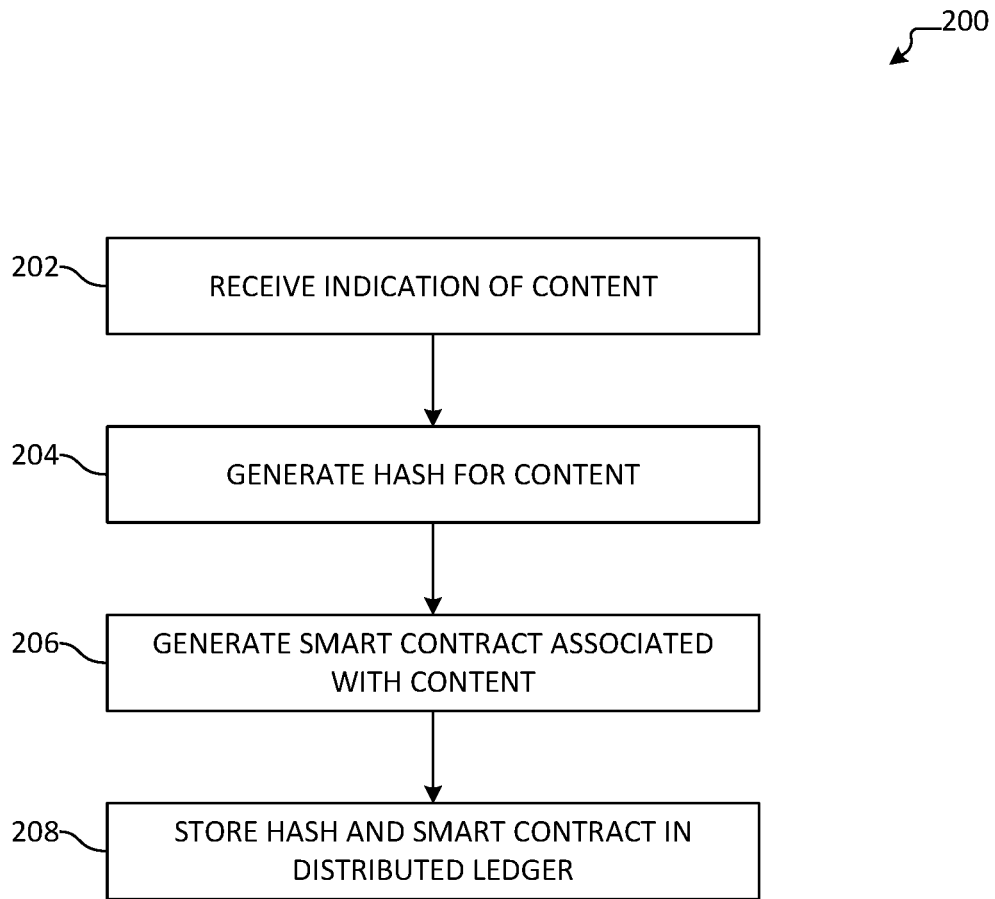 200
202
RECEIVE INDICATION OF CONTENT
204
GENERATE HASH FOR CONTENT
206
GENERATE SMART CONTRACT ASSOCIATED
WITH CONTENT
208
STORE HASH AND SMART CONTRACT IN
DISTRIBUTED LEDGER